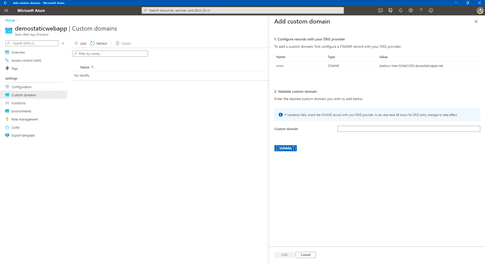 Add custom domain
Microsoft Azure
Search resources, services, and docs (G+/)
Home
demostaticwebapp | Custom domains
Static Web App (Preview)
Search (Ctrl+/)
Add
Refresh
Delete
Overview
Access control (IAM)
Tags
Settings
Configuration
Custom domains
Functions
Environments
Role management
Locks
Export template
Filter by name...
Name
No results
Add custom domain
1. Configure records with your DNS provider
To add a custom domain first configure a CNAME record with your DNS provider.
Name
Type
Value
www
CNAME
2. Validate custom domain
Enter the desired custom domain you wish to add below.
If validation fails, check the CNAME record with your DNS provider. It can take up to 48 hours for DNS entry changes to take effect.
Custom domain
Validate
Add
Cancel